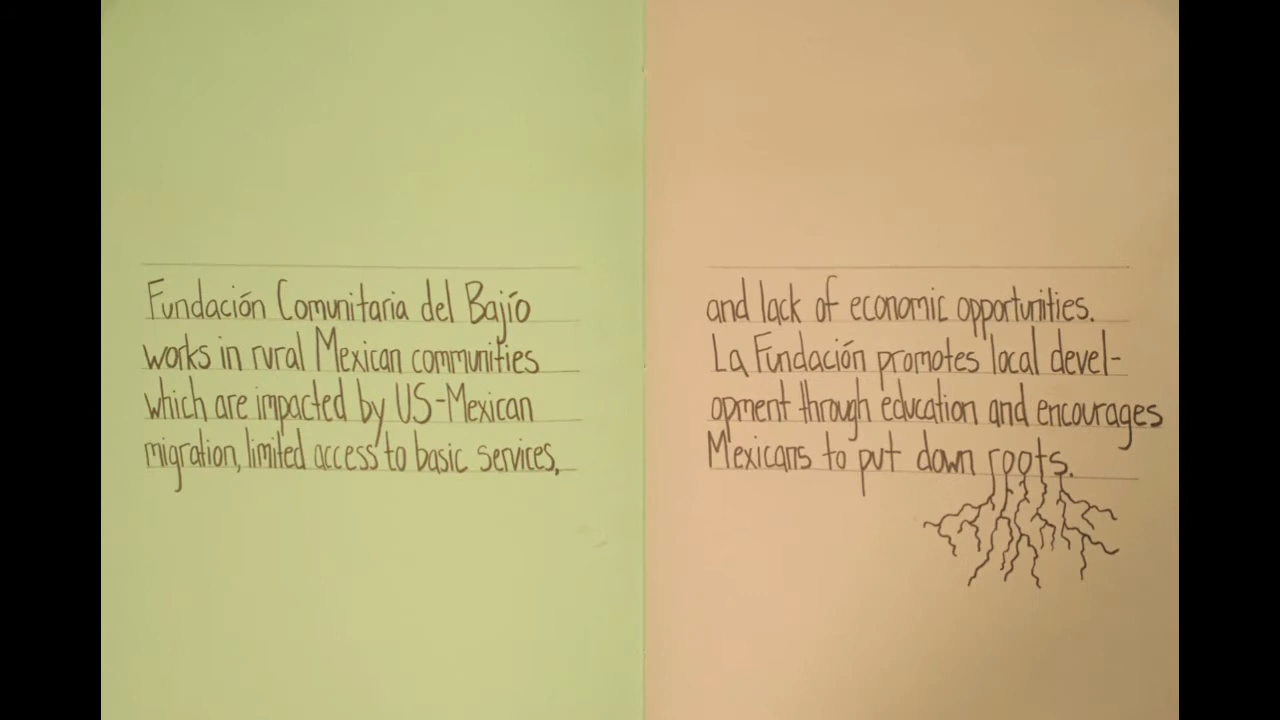 Fundación Comunitaria del Bajío
works in rural Mexican communities
which are impacted by US-Mexican
migration, limited access to basic services,
and lack of economic opportunities.
La Fundación promotes local devel-
opment through education and encourages
Mexicans to put down roots.